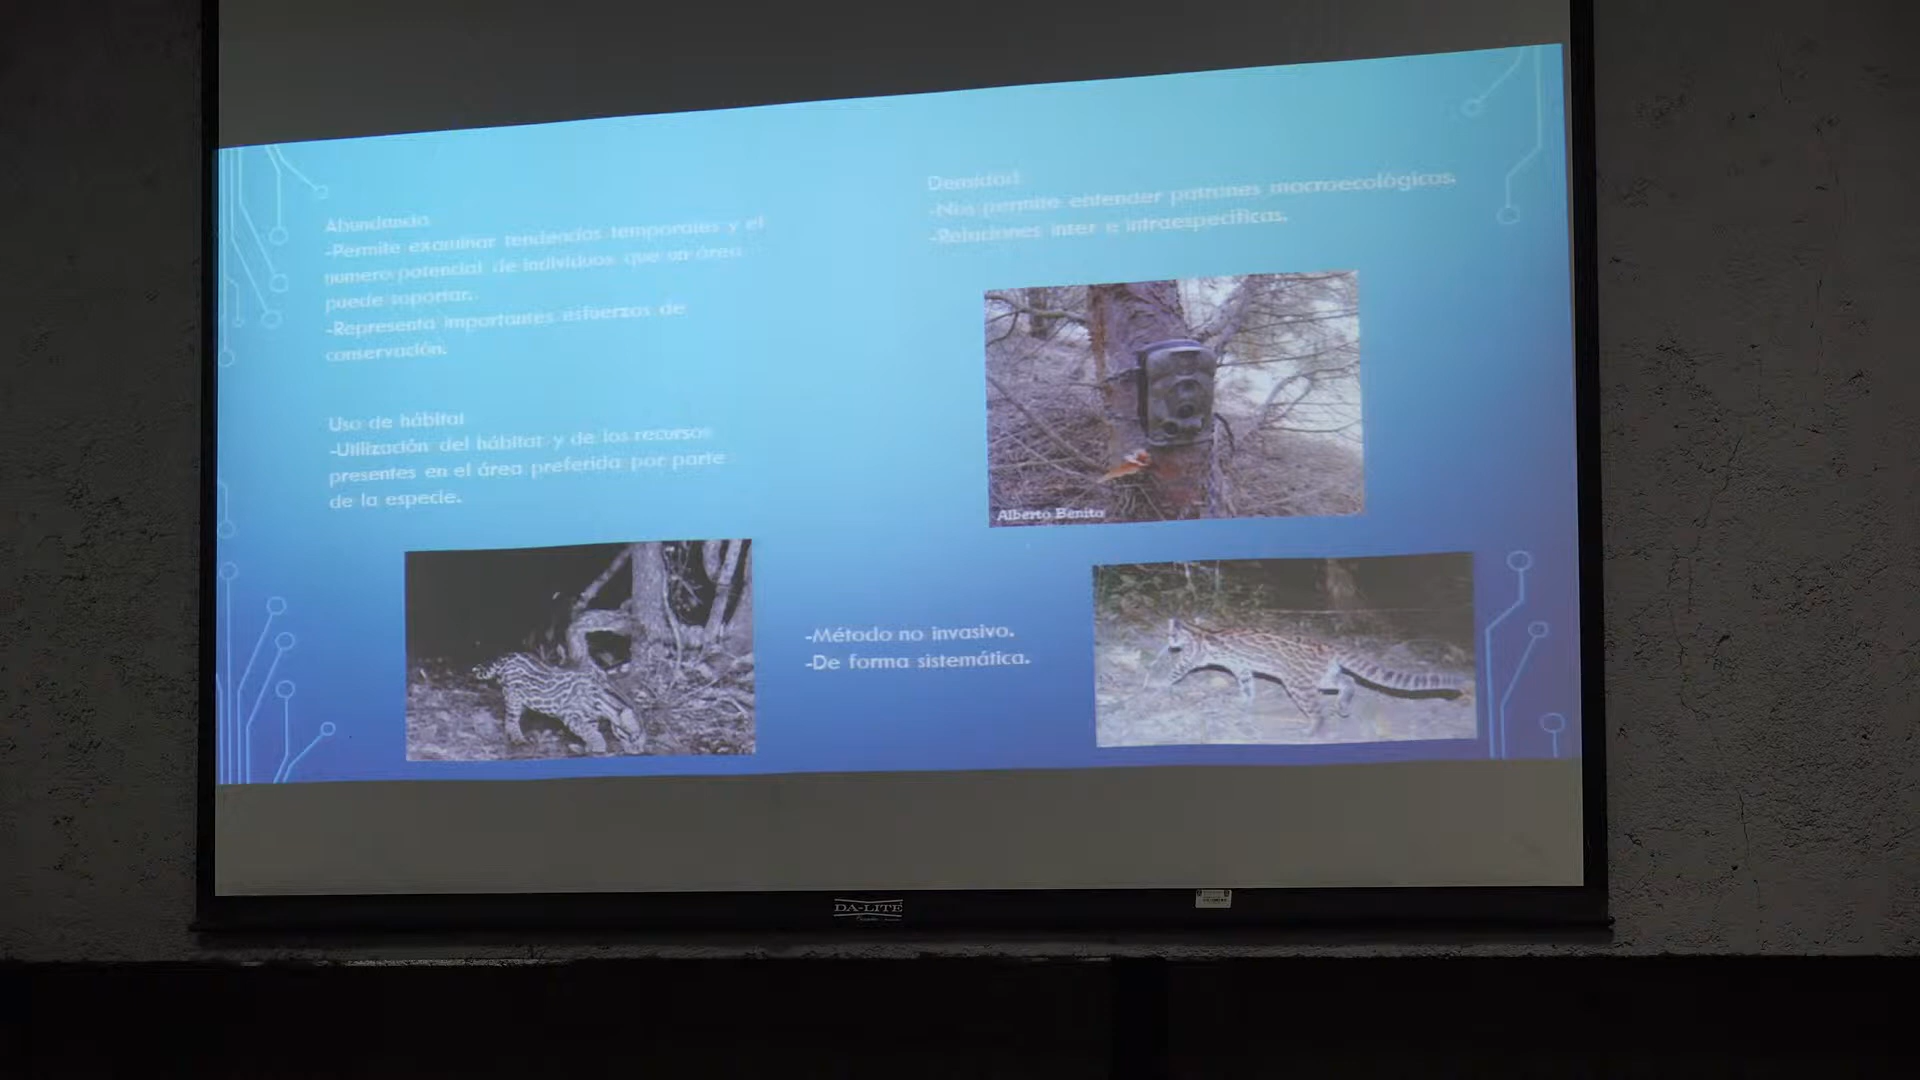 Abundancia
-Permite examinar tendencias temporales y el
numero potencial de individuos que un área
puede soportar.
-Representa importantes esfuerzos de
conservación.
Uso de hábitat
-Utilización del hábitat y de los recursos
presentes en el área preferida por parte
de la especie.
Densidad
-Nos permite entender patrones macroecológicos.
-Relaciones inter e intraespecíficas.
Alberto Benito
-Método no invasivo.
-De forma sistemática.
DA-LITE